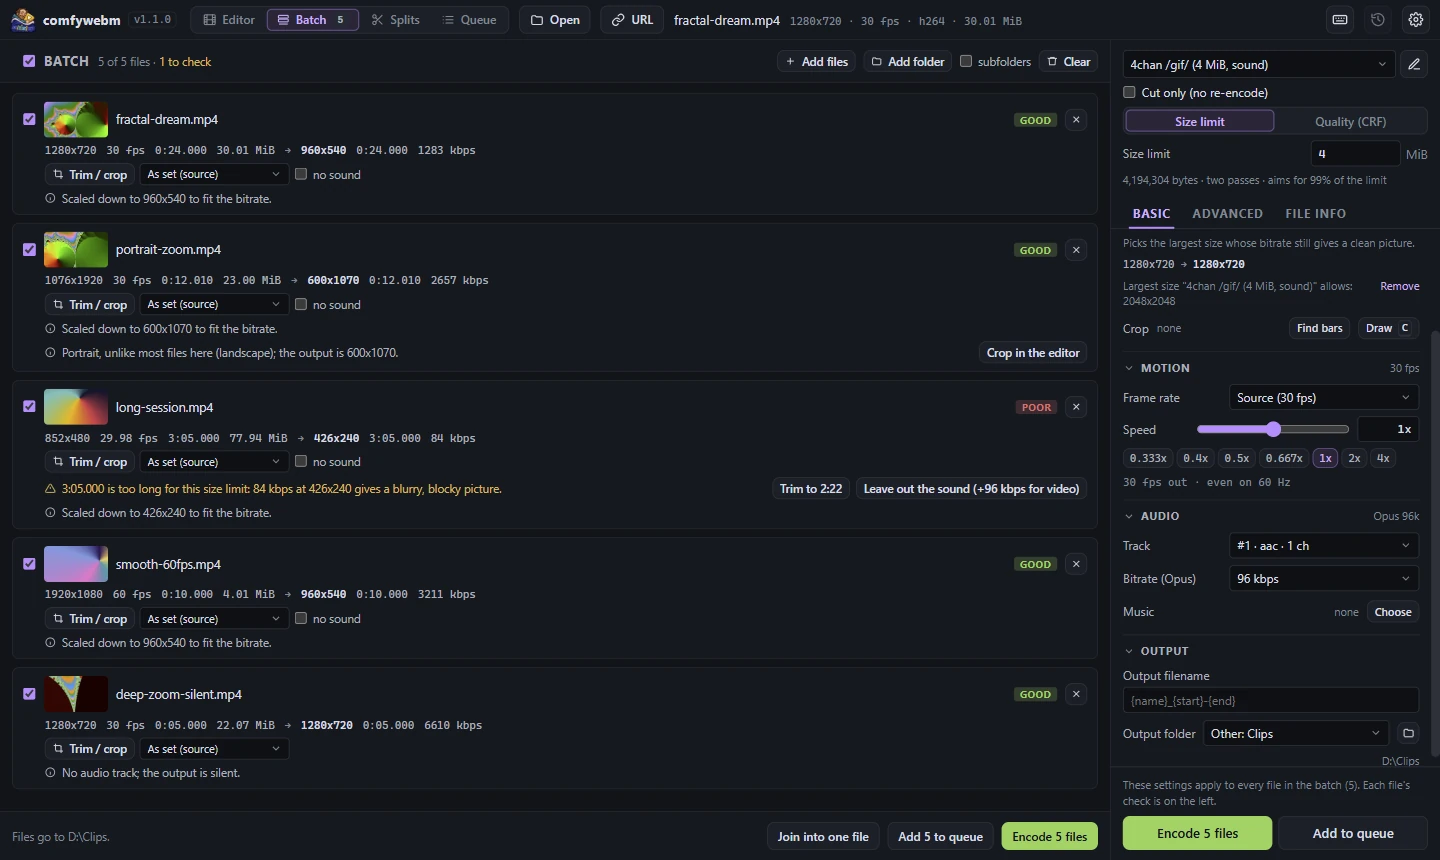 comfywebm v1.1.0 Editor Batch 5 Splits Queue Open URL fractal-dream.mp4 1280x720 · 30 fps · h264 · 30.01 MiB
BATCH 5 of 5 files · 1 to check + Add files Add folder subfolders Clear
fractal-dream.mp4 GOOD
1280x720 30 fps 0:24.000 30.01 MiB → 960x540 0:24.000 1283 kbps
Trim / crop As set (source) no sound
Scaled down to 960x540 to fit the bitrate.
portrait-zoom.mp4 GOOD
1076x1920 30 fps 0:12.010 23.00 MiB → 600x1070 0:12.010 2657 kbps
Trim / crop As set (source) no sound
Scaled down to 600x1070 to fit the bitrate.
Portrait, unlike most files here (landscape); the output is 600x1070. Crop in the editor
long-session.mp4 POOR
852x480 29.98 fps 3:05.000 77.94 MiB → 426x240 3:05.000 84 kbps
Trim / crop As set (source) no sound
3:05.000 is too long for this size limit: 84 kbps at 426x240 gives a blurry, blocky picture. Trim to 2:22 Leave out the sound (+96 kbps for video)
Scaled down to 426x240 to fit the bitrate.
smooth-60fps.mp4 GOOD
1920x1080 60 fps 0:10.000 4.01 MiB → 960x540 0:10.000 3211 kbps
Trim / crop As set (source) no sound
Scaled down to 960x540 to fit the bitrate.
deep-zoom-silent.mp4 GOOD
1280x720 30 fps 0:05.000 22.07 MiB → 1280x720 0:05.000 6610 kbps
Trim / crop As set (source)
No audio track; the output is silent.
Files go to D:\Clips. Join into one file Add 5 to queue Encode 5 files
4chan /gif/ (4 MiB, sound)
Cut only (no re-encode)
Size limit Quality (CRF)
Size limit 4 MiB
4,194,304 bytes · two passes · aims for 99% of the limit
BASIC ADVANCED FILE INFO
Picks the largest size whose bitrate still gives a clean picture.
1280x720 → 1280x720
Largest size "4chan /gif/ (4 MiB, sound)" allows: Remove
2048x2048
Crop none Find bars Draw C
MOTION 30 fps
Frame rate Source (30 fps)
Speed 1x
0.333x 0.4x 0.5x 0.667x 1x 2x 4x
30 fps out · even on 60 Hz
AUDIO Opus 96k
Track #1 · aac · 1 ch
Bitrate (Opus) 96 kbps
Music none Choose
OUTPUT
Output filename
{name}_{start}-{end}
Output folder Other: Clips
D:\Clips
These settings apply to every file in the batch (5). Each file's
check is on the left.
Encode 5 files Add to queue